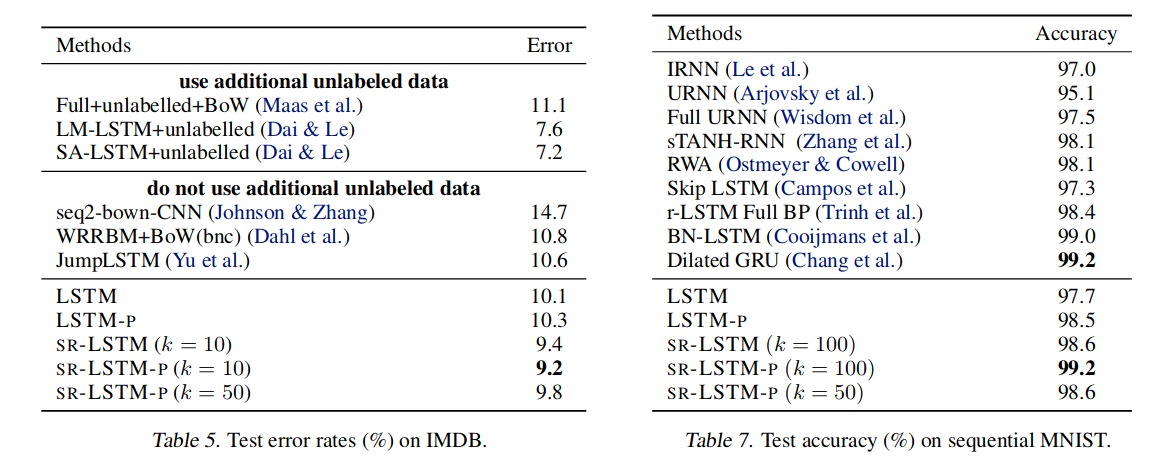 Methods Error
use additional unlabeled data
Full+unlabelled+BoW (Maas et al.) 11.1
LM-LSTM+unlabelled (Dai & Le) 7.6
SA-LSTM+unlabelled (Dai & Le) 7.2
do not use additional unlabeled data
seq2-bown-CNN (Johnson & Zhang) 14.7
WRRBM+BoW(bnc) (Dahl et al.) 10.8
JumpLSTM (Yu et al.) 10.6
LSTM 10.1
LSTM-P 10.3
SR-LSTM (k = 10) 9.4
SR-LSTM-P (k = 10) 9.2
SR-LSTM-P (k = 50) 9.8
Table 5. Test error rates (%) on IMDB.
Methods Accuracy
IRNN (Le et al.) 97.0
URNN (Arjovsky et al.) 95.1
Full URNN (Wisdom et al.) 97.5
sTANH-RNN (Zhang et al.) 98.1
RWA (Ostmeyer & Cowell) 98.1
Skip LSTM (Campos et al.) 97.3
r-LSTM Full BP (Trinh et al.) 98.4
BN-LSTM (Cooijmans et al.) 99.0
Dilated GRU (Chang et al.) 99.2
LSTM 97.7
LSTM-P 98.5
SR-LSTM (k = 100) 98.6
SR-LSTM-P (k = 100) 99.2
SR-LSTM-P (k = 50) 98.6
Table 7. Test accuracy (%) on sequential MNIST.